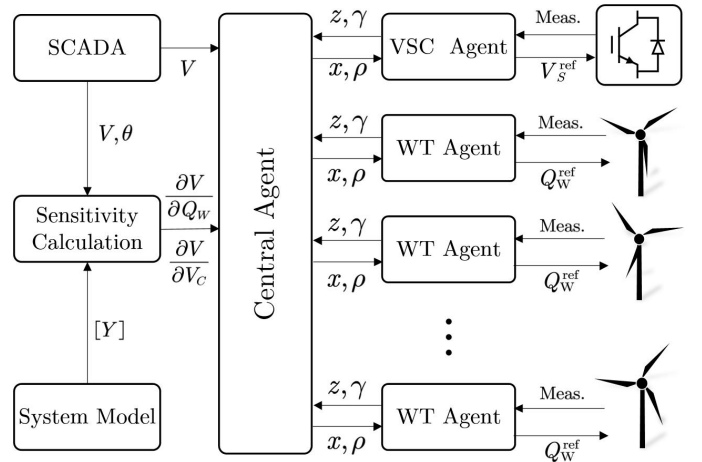 SCADA
V
V, θ
Sensitivity
Calculation
∂V
∂Q_W
∂V
∂V_C
[Y]
System Model
Central Agent
z, γ
x, ρ
VSC Agent
Meas.
V_S^ref
z, γ
x, ρ
WT Agent
Meas.
Q_W^ref
z, γ
x, ρ
WT Agent
Meas.
Q_W^ref
z, γ
x, ρ
WT Agent
Meas.
Q_W^ref